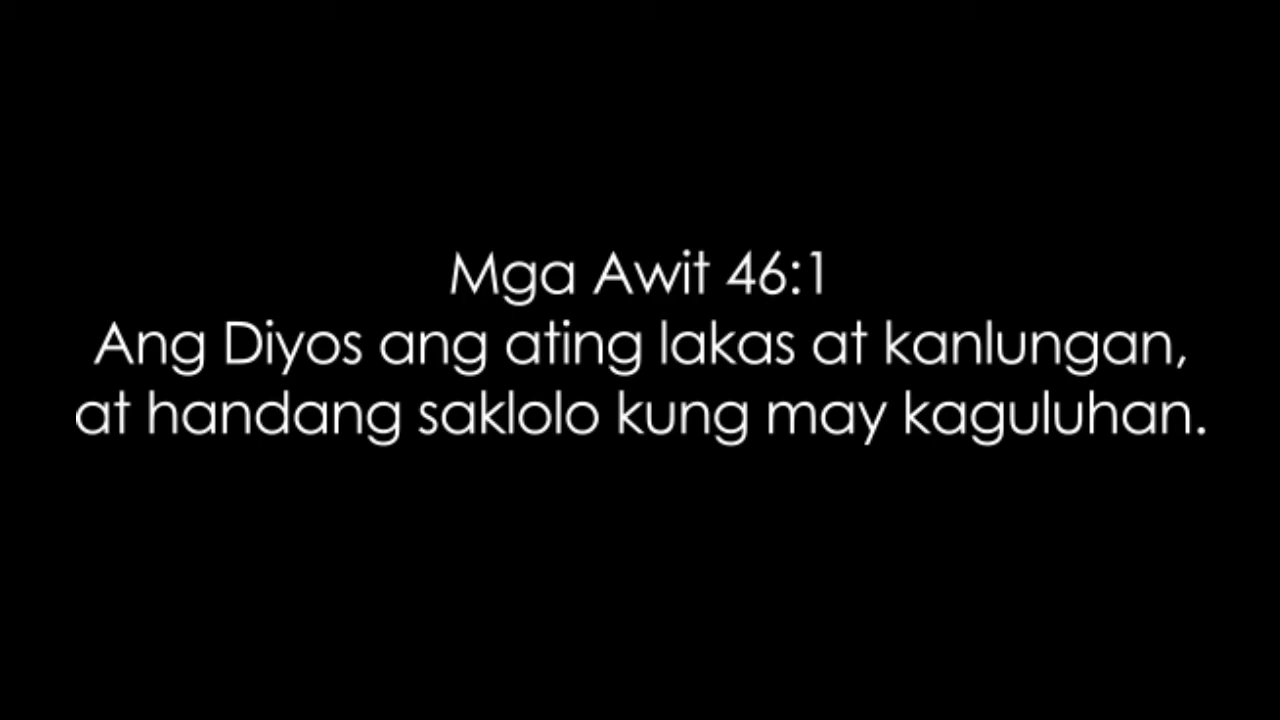 Mga Awit 46:1
Ang Diyos ang ating lakas at kanlungan,
at handang saklolo kung may kaguluhan.